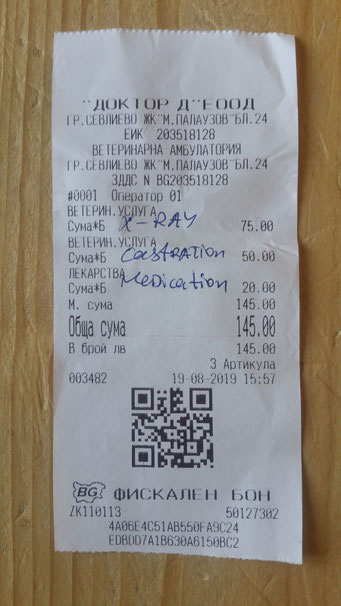 "ДОКТОР Д" ЕООД
ГР.СЕВЛИЕВО ЖК"М.ПАЛАУЗОВ"БЛ.24
ЕИК 203518128
ВЕТЕРИНАРНА АМБУЛАТОРИЯ
ГР.СЕВЛИЕВО ЖК"М.ПАЛАУЗОВ"БЛ.24
ЗДДС N BG203518128
#0001 Оператор 01
ВЕТЕРИН.УСЛУГА
Сума*Б X-RAY 75.00
ВЕТЕРИН.УСЛУГА
Сума*Б CASTRATION 50.00
ЛЕКАРСТВА
Сума*Б Medication 20.00
М. сума 145.00
Обща сума 145.00
В брой лв 145.00
3 Артикула
003482 19-08-2019 15:57
BG ФИСКАЛЕН БОН
ZK110113 50127302
4A06E4C51AB550FA9C24
EDBDD7A1B630A6150BC2